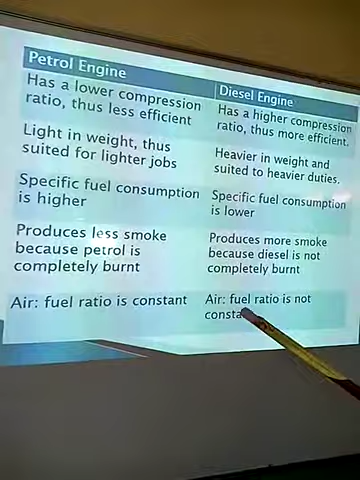 Petrol Engine
Diesel Engine
Has a lower compression
ratio, thus less efficient
Has a higher compression
ratio, thus more efficient.
Light in weight, thus
suited for lighter jobs
Heavier in weight and
suited to heavier duties.
Specific fuel consumption
is higher
Specific fuel consumption
is lower
Produces less smoke
because petrol is
completely burnt
Produces more smoke
because diesel is not
completely burnt
Air: fuel ratio is constant
Air: fuel ratio is not